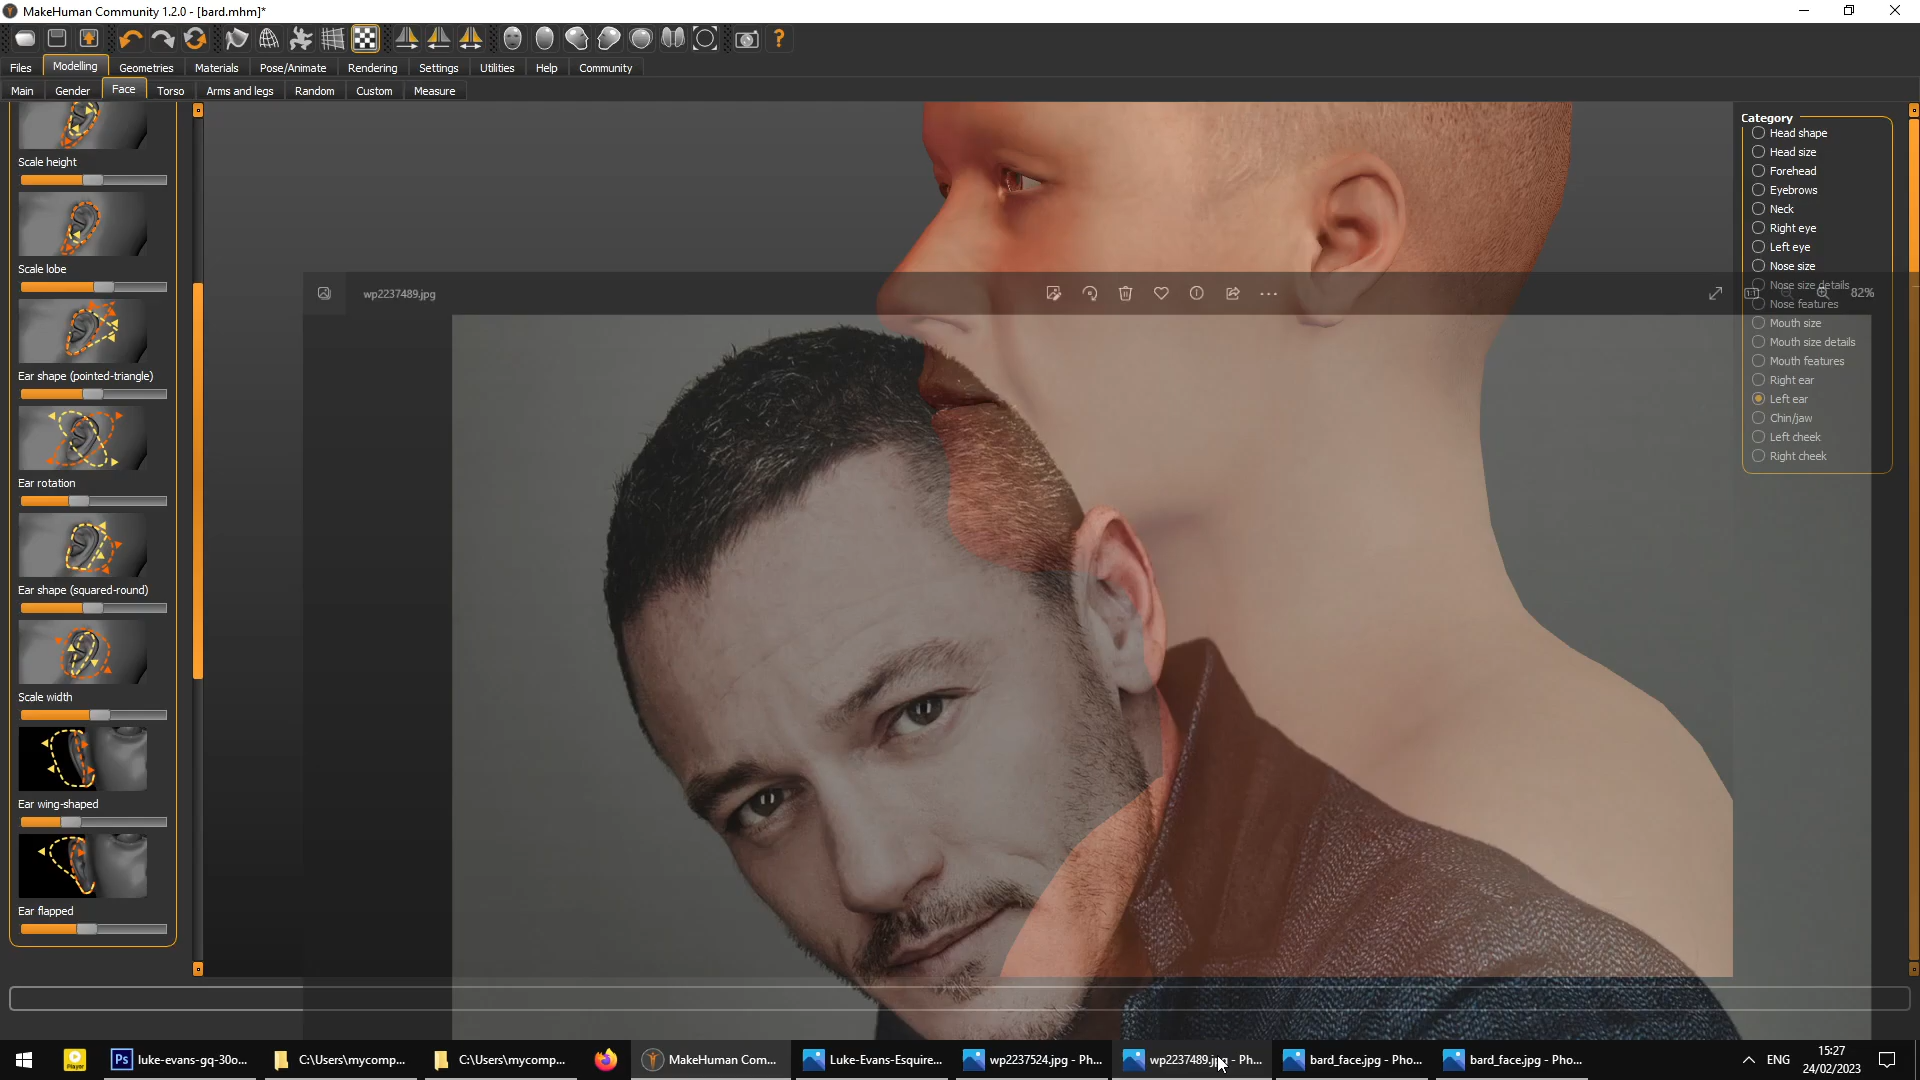 MakeHuman Community 1.2.0 - [bard.mhm]*
Files Modelling Geometries Materials Pose/Animate Rendering Settings Utilities Help Community
Main Gender Face Torso Arms and legs Random Custom Measure
Scale height
Scale lobe
Ear shape (pointed-triangle)
Ear rotation
Ear shape (squared-round)
Scale width
Ear wing-shaped
Ear flapped
wp2237489.jpg
82%
Category
Head shape
Head size
Forehead
Eyebrows
Neck
Right eye
Left eye
Nose size
Nose size details
Nose features
Mouth size
Mouth size details
Mouth features
Right ear
Left ear
Chin/jaw
Left cheek
Right cheek
Player
Ps luke-evans-gq-30o...
C:\Users\mycomp...
C:\Users\mycomp...
MakeHuman Com...
Luke-Evans-Esquire...
wp2237524.jpg - Ph...
wp2237489.jpg - Ph...
bard_face.jpg - Pho...
bard_face.jpg - Pho...
ENG
15:27
24/02/2023